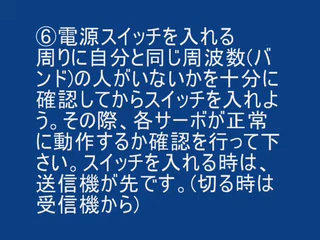 ⑥電源スイッチを入れる
周りに自分と同じ周波数(バ
ンド)の人がいないかを十分に
確認してからスイッチを入れよ
う。その際、各サーボが正常
に動作するか確認を行って下
さい。スイッチを入れる時は、
送信機が先です。(切る時は
受信機から)